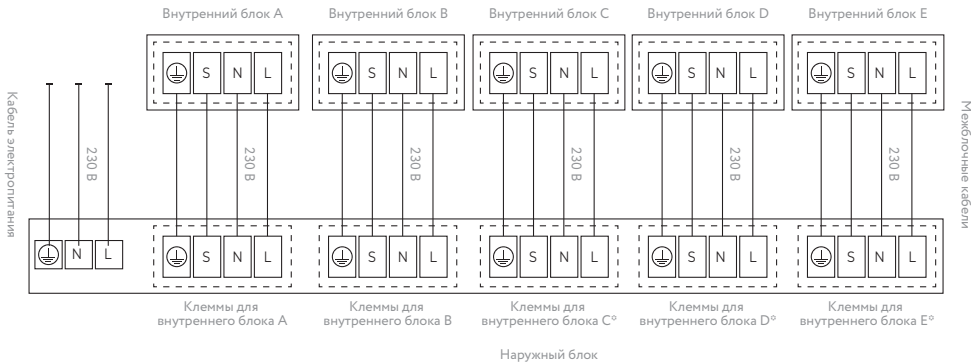 Внутренний блок A
Внутренний блок B
Внутренний блок C
Внутренний блок D
Внутренний блок E
S N L
S N L
S N L
S N L
S N L
Кабель электропитания
230 В
230 В
230 В
230 В
230 В
230 В
Межблочные кабели
N L
S N L
S N L
S N L
S N L
S N L
Клеммы для
внутреннего блока A
Клеммы для
внутреннего блока B
Клеммы для
внутреннего блока C*
Клеммы для
внутреннего блока D*
Клеммы для
внутреннего блока E*
Наружный блок